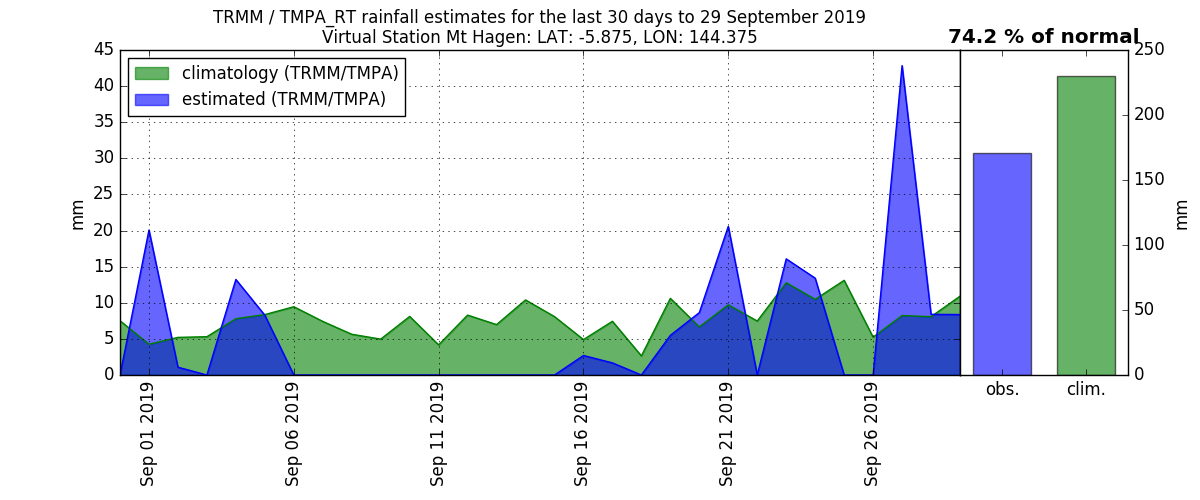 TRMM / TMPA_RT rainfall estimates for the last 30 days to 29 September 2019
Virtual Station Mt Hagen: LAT: -5.875, LON: 144.375
74.2 % of normal
climatology (TRMM/TMPA)
estimated (TRMM/TMPA)
45
40
35
30
25
20
15
10
5
0
mm
Sep 01 2019
Sep 06 2019
Sep 11 2019
Sep 16 2019
Sep 21 2019
Sep 26 2019
250
200
150
100
50
0
mm
obs.
clim.